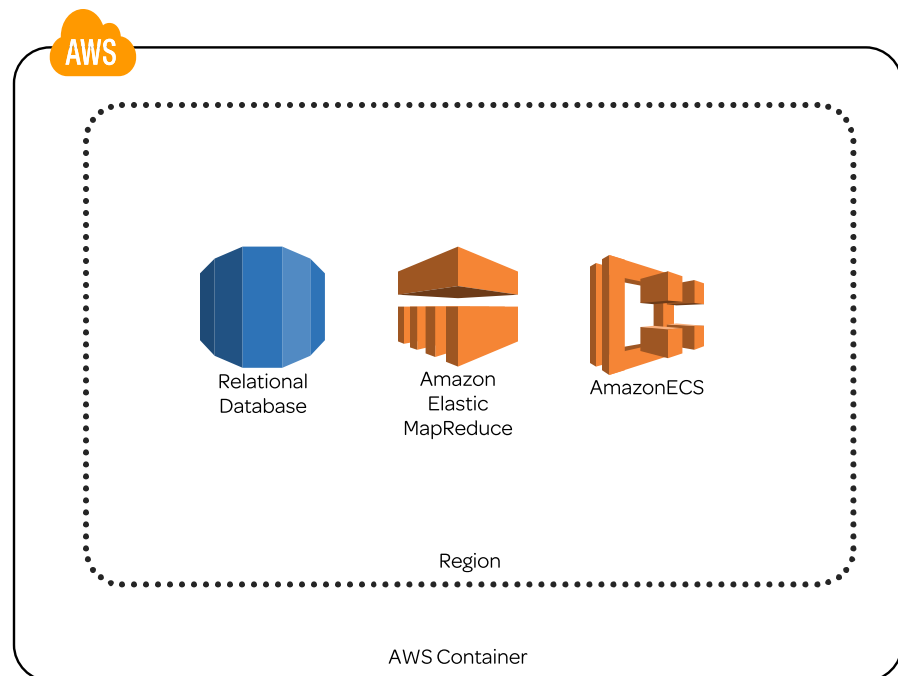 AWS
Relational
Database
Amazon
Elastic
MapReduce
AmazonECS
Region
AWS Container